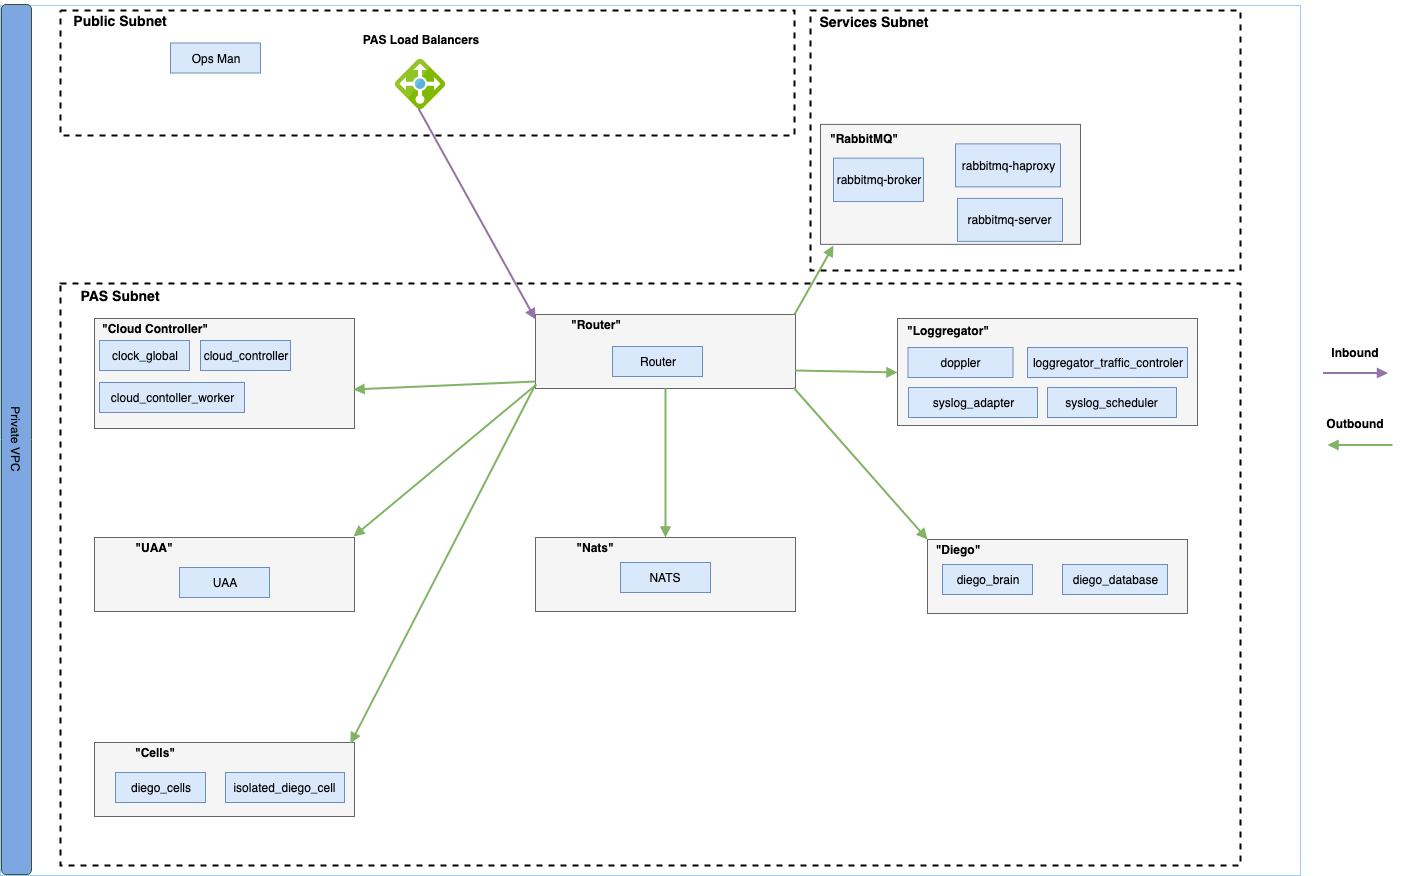 Public Subnet
Ops Man
PAS Load Balancers
Services Subnet
"RabbitMQ"
rabbitmq-broker
rabbitmq-haproxy
rabbitmq-server
PAS Subnet
"Cloud Controller"
clock_global
cloud_controller
cloud_contoller_worker
"Router"
Router
"Loggregator"
doppler
loggregator_traffic_controler
syslog_adapter
syslog_scheduler
Inbound
Outbound
Private VPC
"UAA"
UAA
"Nats"
NATS
"Diego"
diego_brain
diego_database
"Cells"
diego_cells
isolated_diego_cell